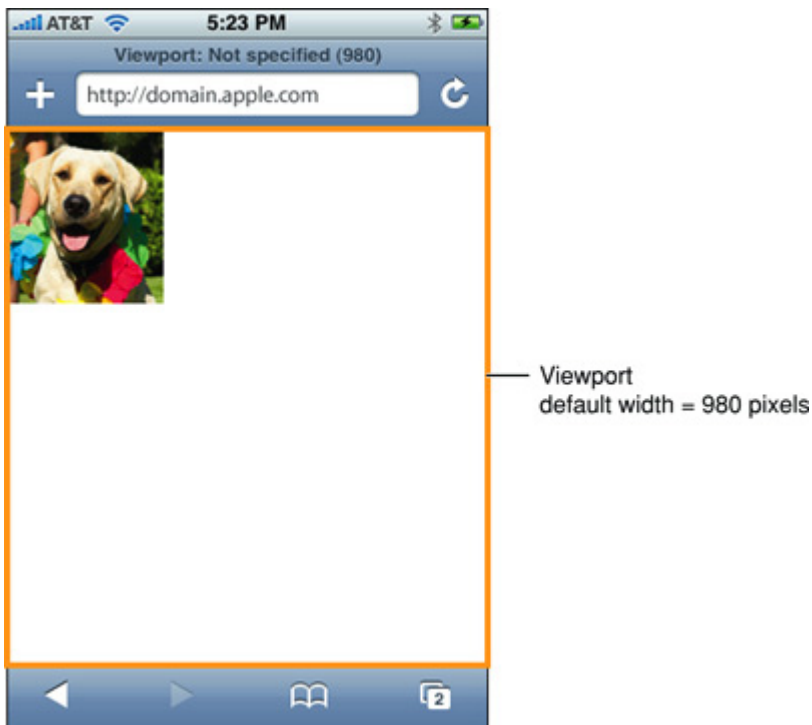 AT&T 5:23 PM
Viewport: Not specified (980)
http://domain.apple.com
Viewport
default width = 980 pixels
2